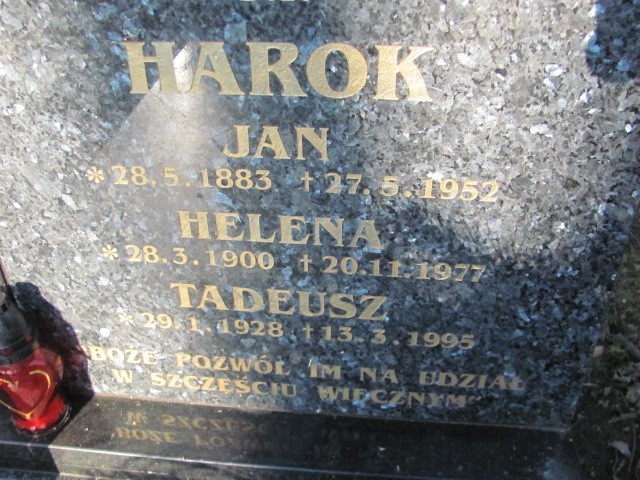 HAROK
JAN
*28.5.1883 †27.5.1952
HELENA
*28.3.1900 †20.11.1977
TADEUSZ
*29.1.1928 †13.3.1995
"BOŻE POZWÓL IM NA UDZIAŁ
W SZCZĘŚCIU WIECZNYM"